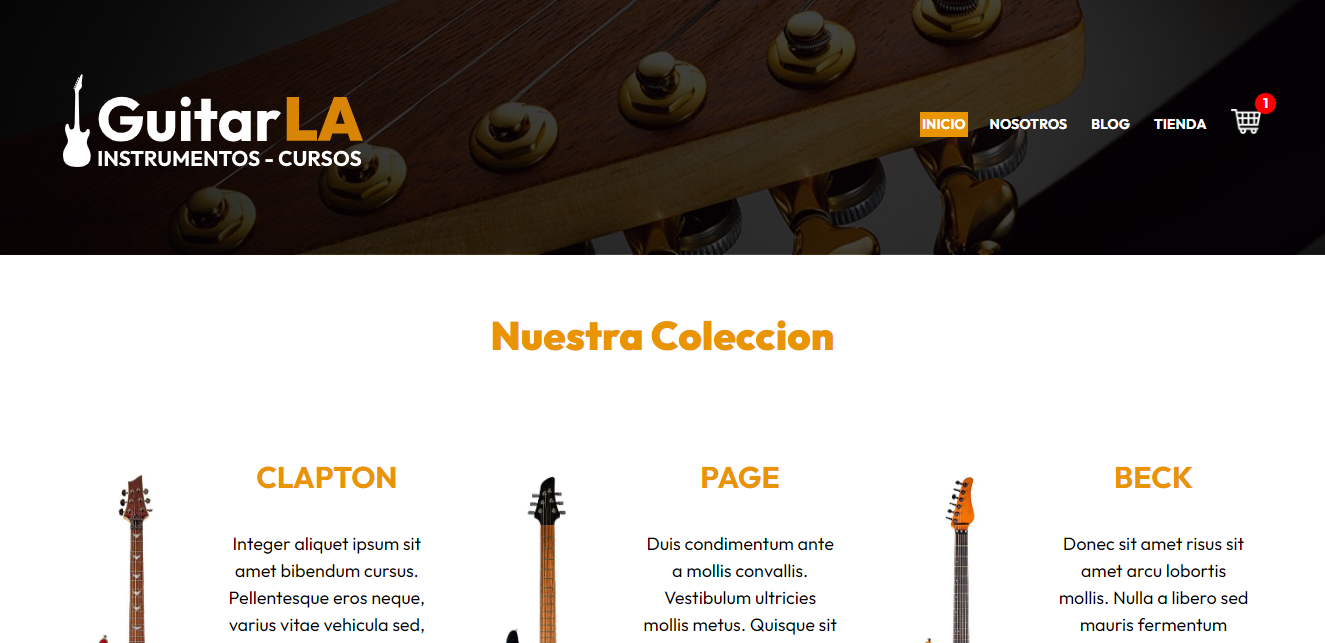 GuitarLA
INSTRUMENTOS - CURSOS
INICIO
NOSOTROS
BLOG
TIENDA
1
Nuestra Coleccion
CLAPTON
Integer aliquet ipsum sit
amet bibendum cursus.
Pellentesque eros neque,
varius vitae vehicula sed,
PAGE
Duis condimentum ante
a mollis convallis.
Vestibulum ultricies
mollis metus. Quisque sit
BECK
Donec sit amet risus sit
amet arcu lobortis
mollis. Nulla a libero sed
mauris fermentum